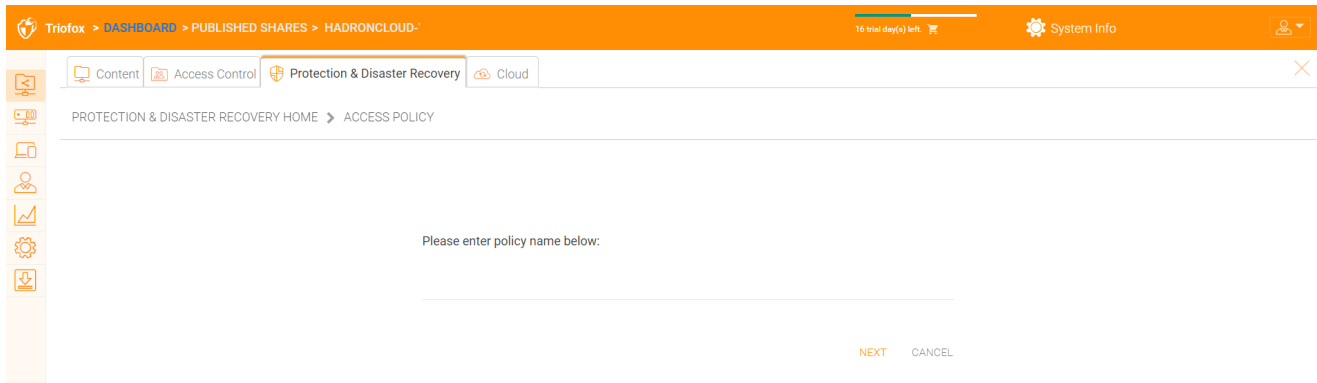 Triofox > DASHBOARD > PUBLISHED SHARES > HADRONCLOUD-'
16 trial day(s) left.
System Info
Content
Access Control
Protection & Disaster Recovery
Cloud
PROTECTION & DISASTER RECOVERY HOME > ACCESS POLICY
Please enter policy name below:
NEXT CANCEL